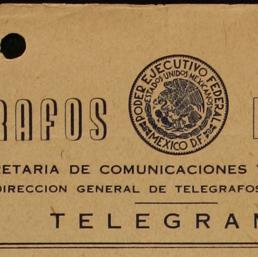 PODER EJECUTIVO FEDERAL
ESTADOS UNIDOS MEXICANOS
MEXICO D.F.
RAFOS
RETARIA DE COMUNICACIONES Y
DIRECCION GENERAL DE TELEGRAFOS
TELEGRAM